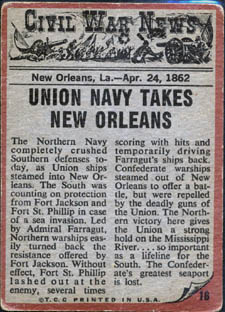 CIVIL WAR NEWS
New Orleans, La.—Apr. 24, 1862
UNION NAVY TAKES
NEW ORLEANS
The Northern Navy
completely crushed
Southern defenses to-
day, as Union ships
steamed into New Or-
leans. The South was
counting on protection
from Fort Jackson and
Fort St. Phillip in case
of a sea invasion. Led
by Admiral Farragut,
Northern warships eas-
ily turned back the
resistance offered by
Fort Jackson. Without
effect, Fort St. Phillip
lashed out at the
enemy, several times
scoring with hits and
temporarily driving
Farragut's ships back.
Confederate warships
steamed out of New
Orleans to offer a bat-
tle, but were repelled
by the deadly guns of
the Union. The North-
ern victory here gives
the Union a strong
hold on the Mississippi
River. . . . so important
as a lifeline for the
South. The Confeder-
ate's greatest seaport
is lost.
©T.C.C PRINTED IN U.S.A.
16